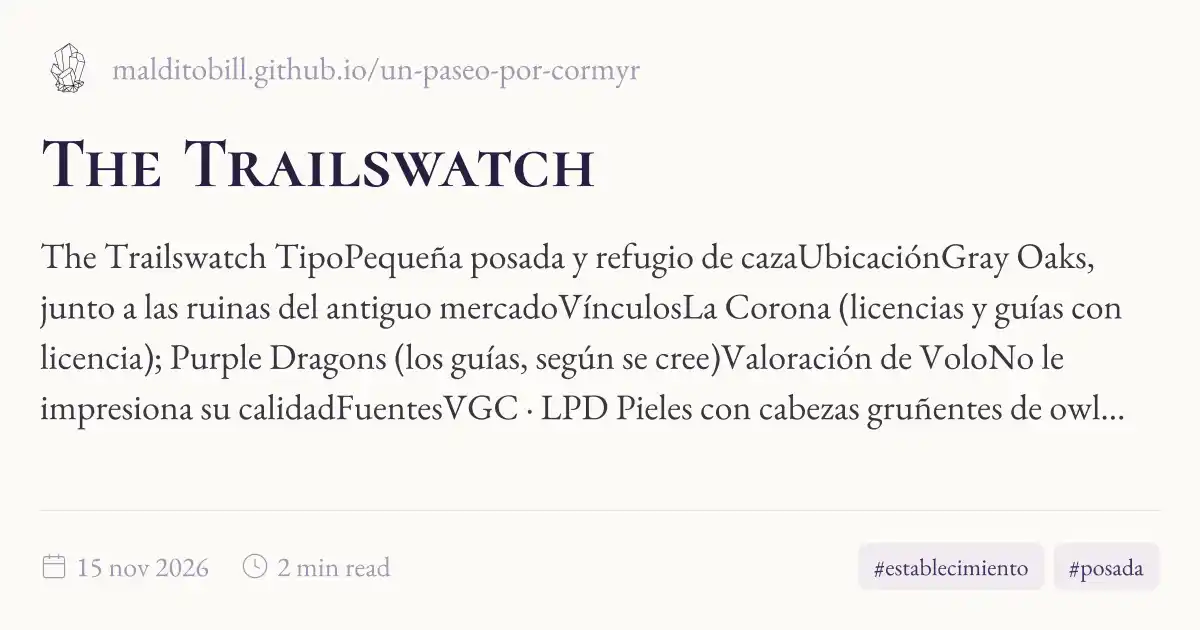 malditobill.github.io/un-paseo-por-cormyr
The Trailswatch
The Trailswatch TipoPequeña posada y refugio de cazaUbicaciónGray Oaks,
junto a las ruinas del antiguo mercadoVínculosLa Corona (licencias y guías con
licencia); Purple Dragons (los guías, según se cree)Valoración de VoloNo le
impresiona su calidadFuentesVGC · LPD Pieles con cabezas gruñentes de owl...
15 nov 2026
2 min read
#establecimiento
#posada